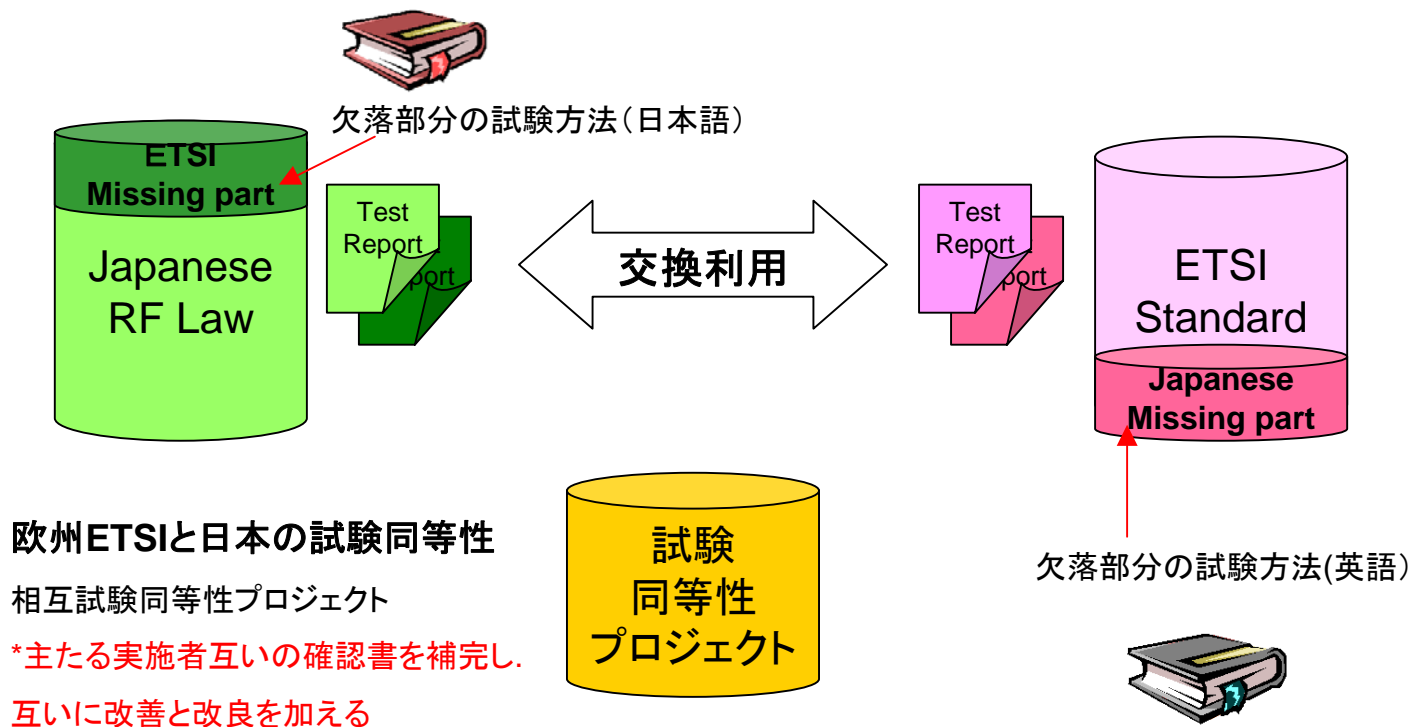 欠落部分の試験方法（日本語）
ETSI
Missing part
Japanese
RF Law
Test
Report
port
交換利用
Test
Report
port
ETSI
Standard
Japanese
Missing part
欠落部分の試験方法(英語）
欧州ETSIと日本の試験同等性
相互試験同等性プロジェクト
*主たる実施者互いの確認書を補完し.
互いに改善と改良を加える
試験
同等性
プロジェクト